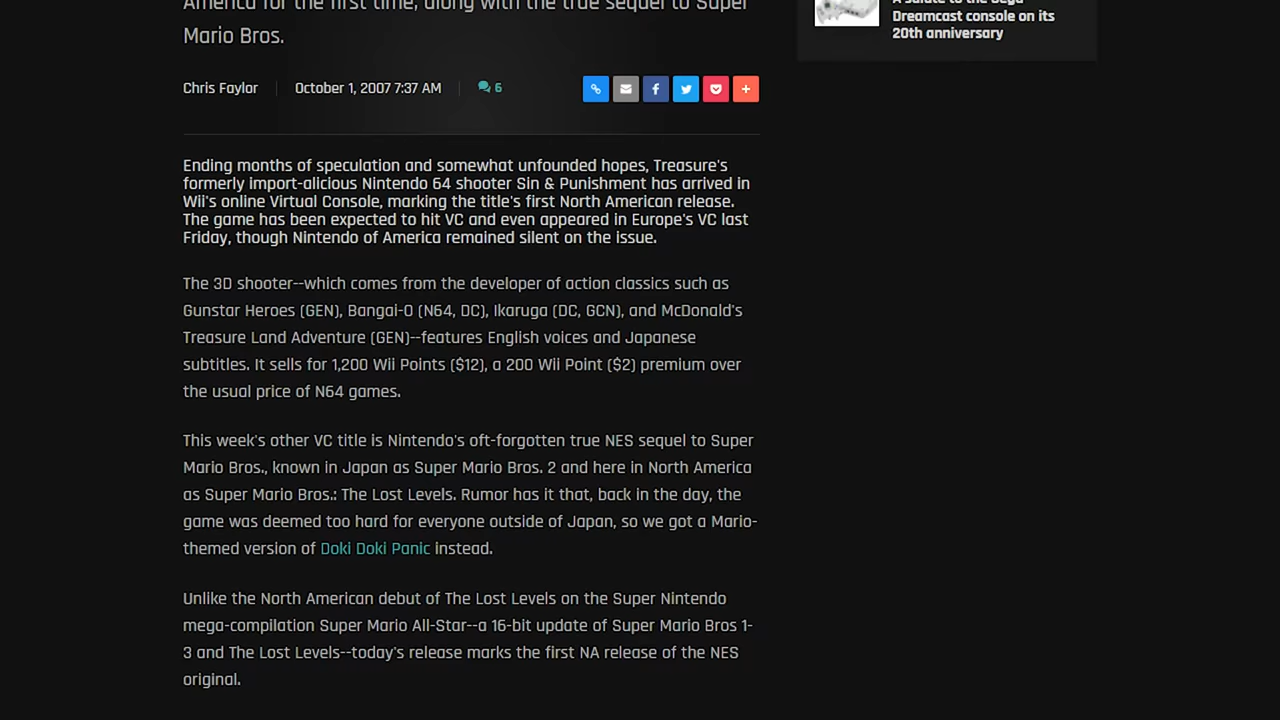 America for the first time, along with the true sequel to Super
Mario Bros.
A salute to the Sega
Dreamcast console on its
20th anniversary
Chris Faylor
October 1, 2007 7:37 AM
6
Ending months of speculation and somewhat unfounded hopes, Treasure's
formerly import-alicious Nintendo 64 shooter Sin & Punishment has arrived in
Wii's online Virtual Console, marking the title's first North American release.
The game has been expected to hit VC and even appeared in Europe's VC last
Friday, though Nintendo of America remained silent on the issue.
The 3D shooter--which comes from the developer of action classics such as
Gunstar Heroes (GEN), Bangai-O (N64, DC), Ikaruga (DC, GCN), and McDonald's
Treasure Land Adventure (GEN)--features English voices and Japanese
subtitles. It sells for 1,200 Wii Points ($12), a 200 Wii Point ($2) premium over
the usual price of N64 games.
This week's other VC title is Nintendo's oft-forgotten true NES sequel to Super
Mario Bros., known in Japan as Super Mario Bros. 2 and here in North America
as Super Mario Bros.: The Lost Levels. Rumor has it that, back in the day, the
game was deemed too hard for everyone outside of Japan, so we got a Mario-
themed version of Doki Doki Panic instead.
Unlike the North American debut of The Lost Levels on the Super Nintendo
mega-compilation Super Mario All-Star--a 16-bit update of Super Mario Bros 1-
3 and The Lost Levels--today's release marks the first NA release of the NES
original.